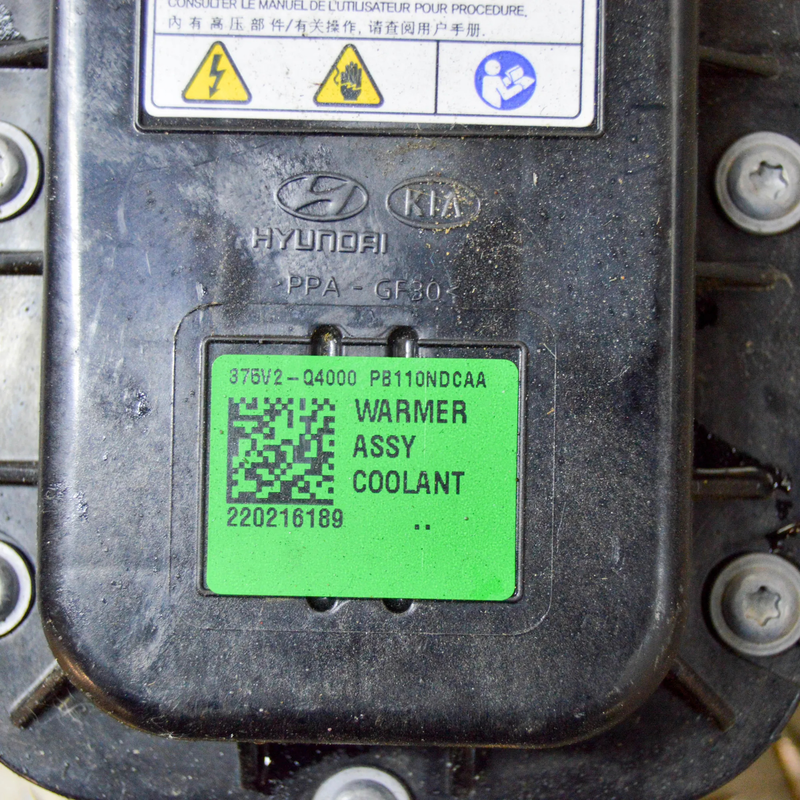 CONSULTER LE MANUEL DE L'UTILISATEUR POUR PROCEDURE.
內有高压部件/有关操作, 请查阅用户手册.
HYUNDAI KIA
>PPA - GF30<
375V2-Q4000 PB110NDCAA
WARMER
ASSY
COOLANT
220216189 ..